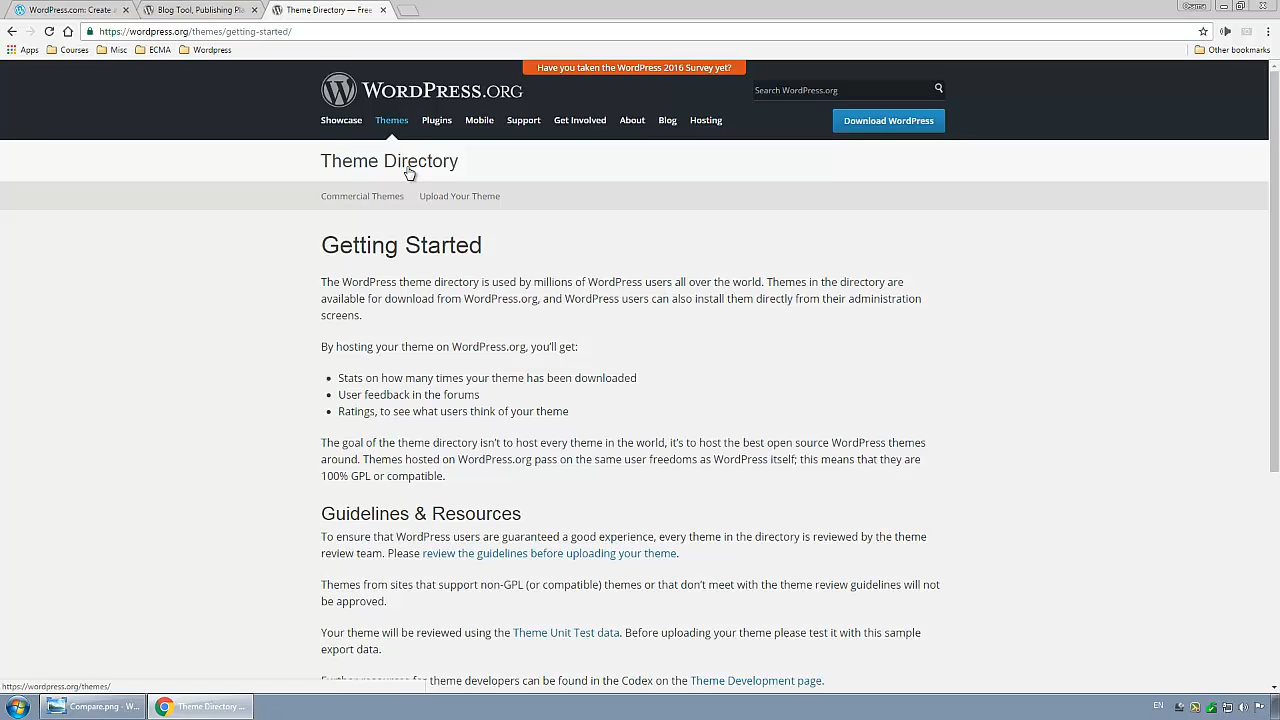 WordPress.com: Create a
Blog Tool, Publishing Pla
Theme Directory — Free
https://wordpress.org/themes/getting-started/
Apps Courses Misc ECMA Wordpress Other bookmarks
Have you taken the WordPress 2016 Survey yet?
WORDPRESS.ORG
Search WordPress.org
Showcase Themes Plugins Mobile Support Get Involved About Blog Hosting
Download WordPress
Theme Directory
Commercial Themes Upload Your Theme
Getting Started
The WordPress theme directory is used by millions of WordPress users all over the world. Themes in the directory are
available for download from WordPress.org, and WordPress users can also install them directly from their administration
screens.
By hosting your theme on WordPress.org, you'll get:
• Stats on how many times your theme has been downloaded
• User feedback in the forums
• Ratings, to see what users think of your theme
The goal of the theme directory isn't to host every theme in the world, it's to host the best open source WordPress themes
around. Themes hosted on WordPress.org pass on the same user freedoms as WordPress itself; this means that they are
100% GPL or compatible.
Guidelines & Resources
To ensure that WordPress users are guaranteed a good experience, every theme in the directory is reviewed by the theme
review team. Please review the guidelines before uploading your theme.
Themes from sites that support non-GPL (or compatible) themes or that don't meet with the theme review guidelines will not
be approved.
Your theme will be reviewed using the Theme Unit Test data. Before uploading your theme please test it with this sample
export data.
Further resources for theme developers can be found in the Codex on the Theme Development page.
https://wordpress.org/themes/
Compare.png - W...
Theme Directory ...
EN